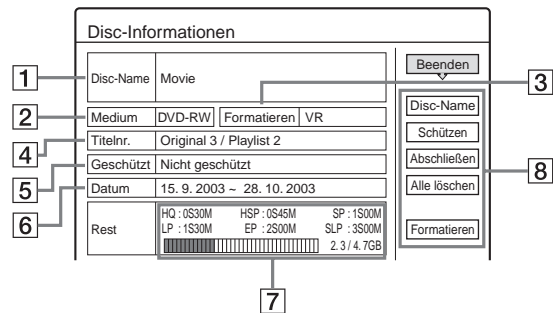 Disc-Informationen
1
Disc-Name Movie
Beenden
3
2
Medium DVD-RW Formatieren VR
Disc-Name
4
Titelnr. Original 3 / Playlist 2
Schützen
5
Geschützt Nicht geschützt
Abschließen
8
6
Datum 15. 9. 2003 ~ 28. 10. 2003
Alle löschen
Rest
HQ : 0S30M HSP : 0S45M SP : 1S00M
LP : 1S30M EP : 2S00M SLP : 3S00M
2. 3 / 4. 7GB
Formatieren
7